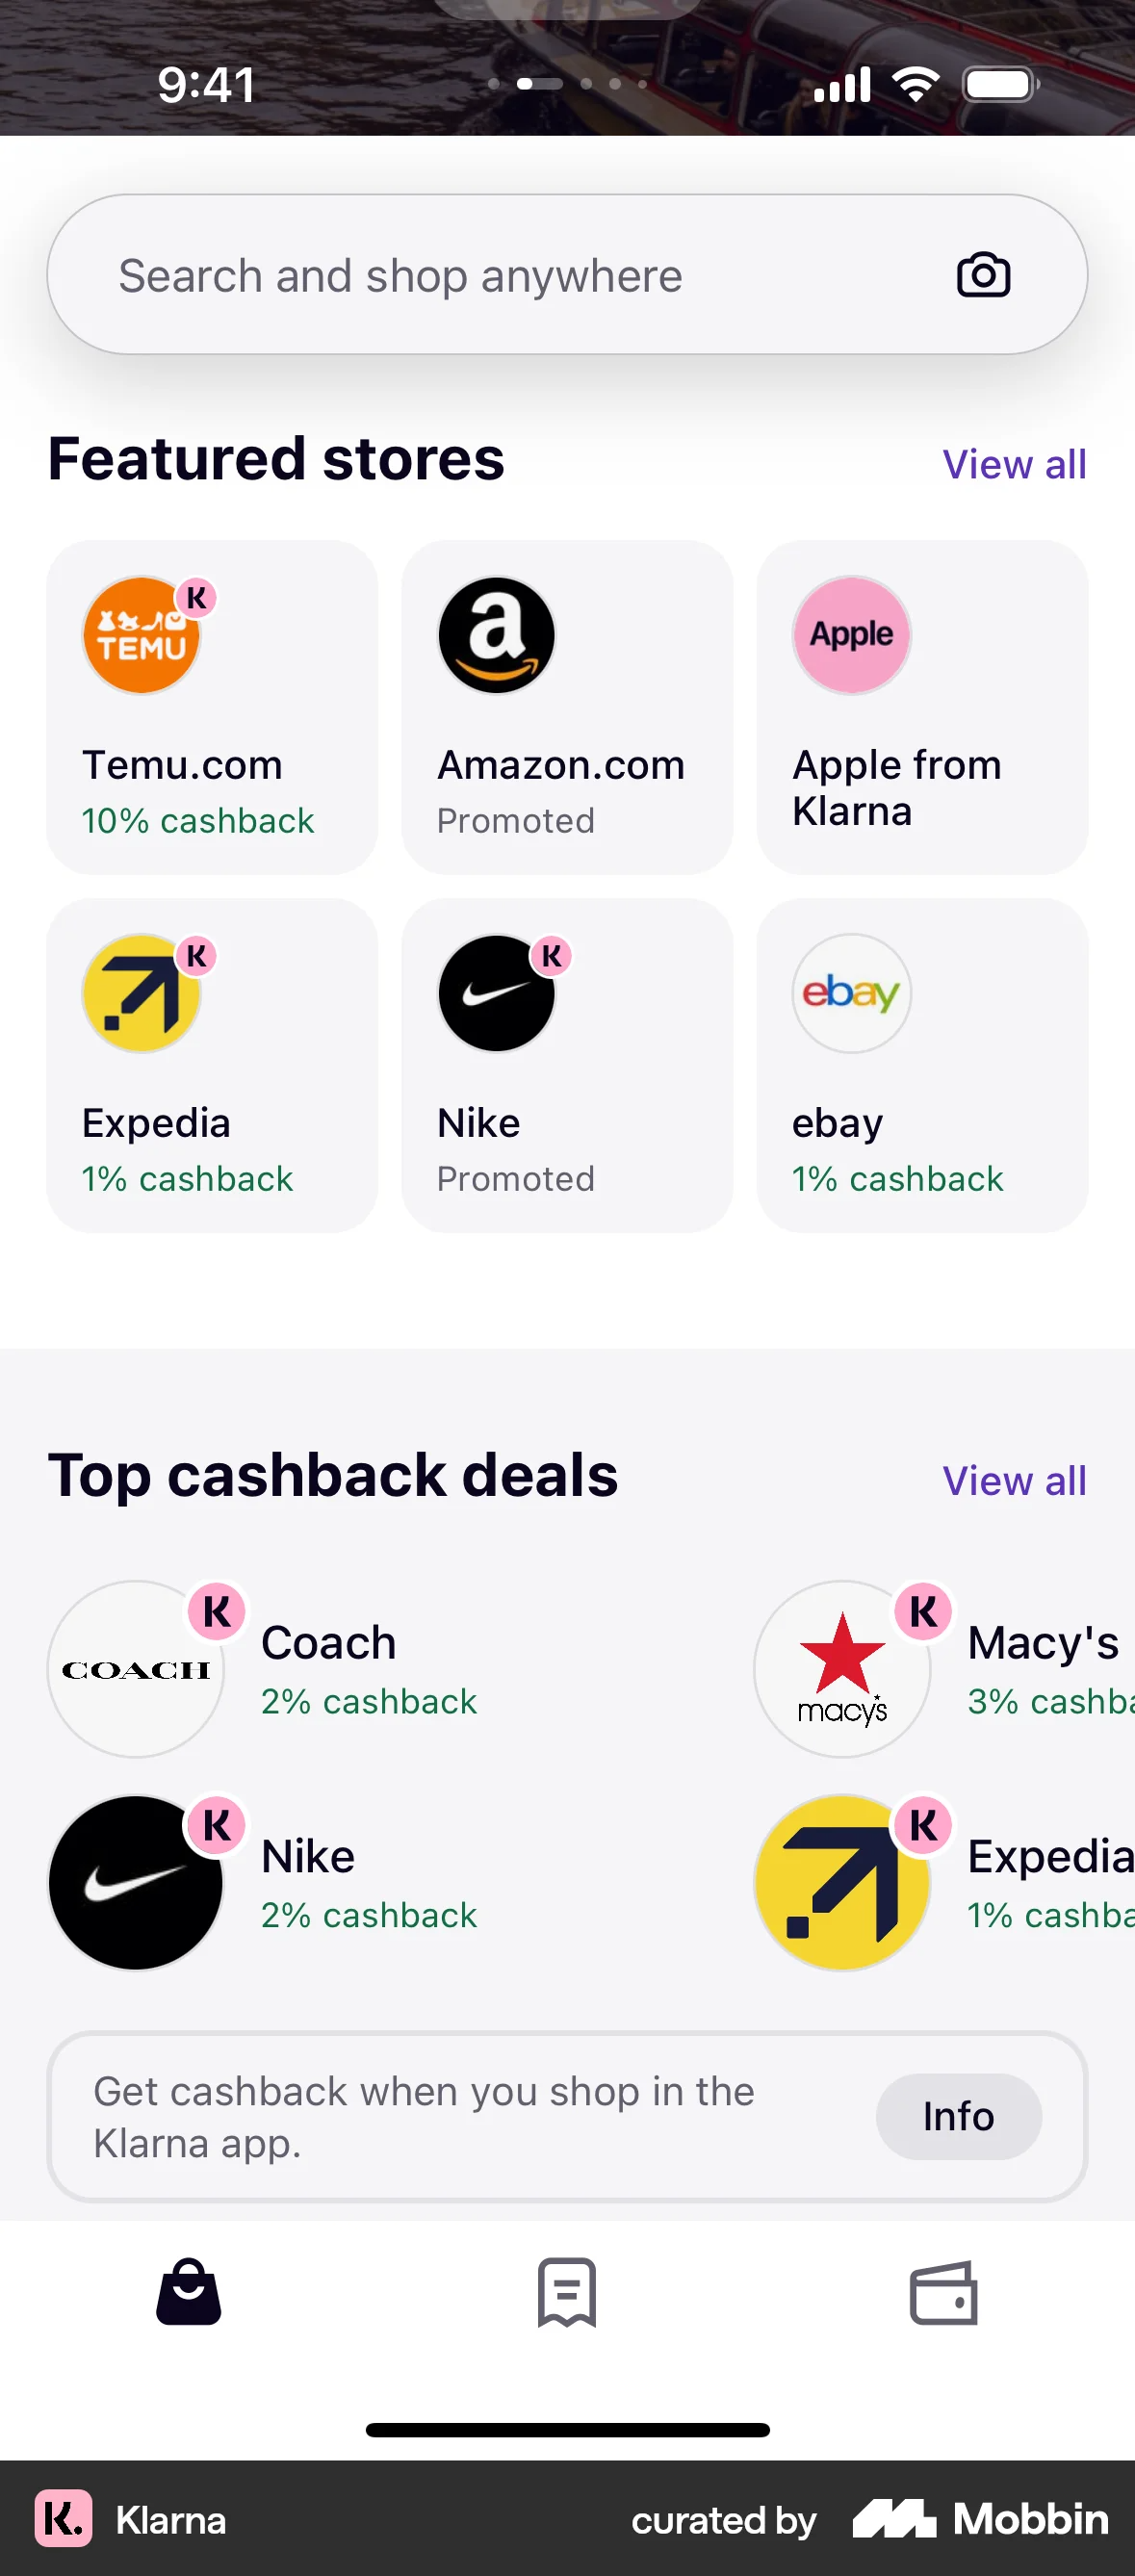 9:41
Search and shop anywhere
Featured stores
View all
K
TEMU
a
Apple
Temu.com
Amazon.com
Apple from
Klarna
10% cashback
Promoted
K
K
ebay
Expedia
Nike
ebay
1% cashback
Promoted
1% cashback
Top cashback deals
View all
K
COACH
Coach
2% cashback
K
macy's
Macy's
3% cashba
K
Nike
2% cashback
K
Expedia
1% cashba
Get cashback when you shop in the
Klarna app.
Info
K.
Klarna
curated by
Mobbin